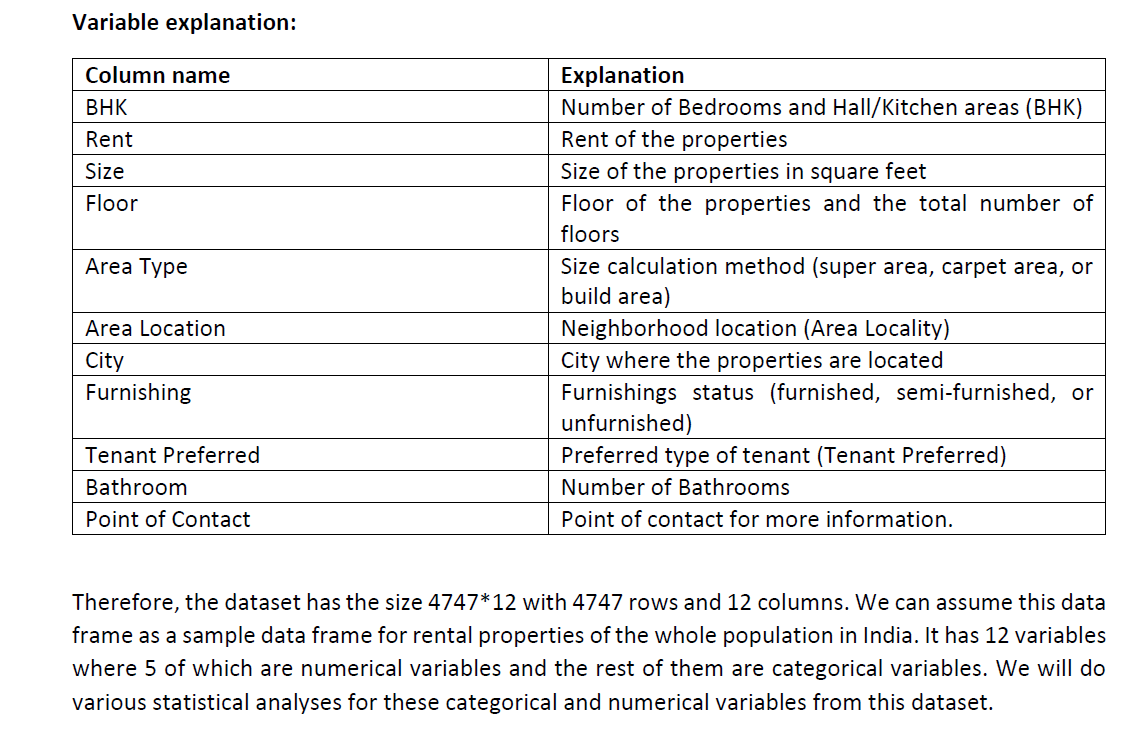 Variable explanation:
Column name Explanation
BHK Number of Bedrooms and Hall/Kitchen areas (BHK)
Rent Rent of the properties
Size Size of the properties in square feet
Floor Floor of the properties and the total number of
floors
Area Type Size calculation method (super area, carpet area, or
build area)
Area Location Neighborhood location (Area Locality)
City City where the properties are located
Furnishing Furnishings status (furnished, semi-furnished, or
unfurnished)
Tenant Preferred Preferred type of tenant (Tenant Preferred)
Bathroom Number of Bathrooms
Point of Contact Point of contact for more information.
Therefore, the dataset has the size 4747*12 with 4747 rows and 12 columns. We can assume this data
frame as a sample data frame for rental properties of the whole population in India. It has 12 variables
where 5 of which are numerical variables and the rest of them are categorical variables. We will do
various statistical analyses for these categorical and numerical variables from this dataset.